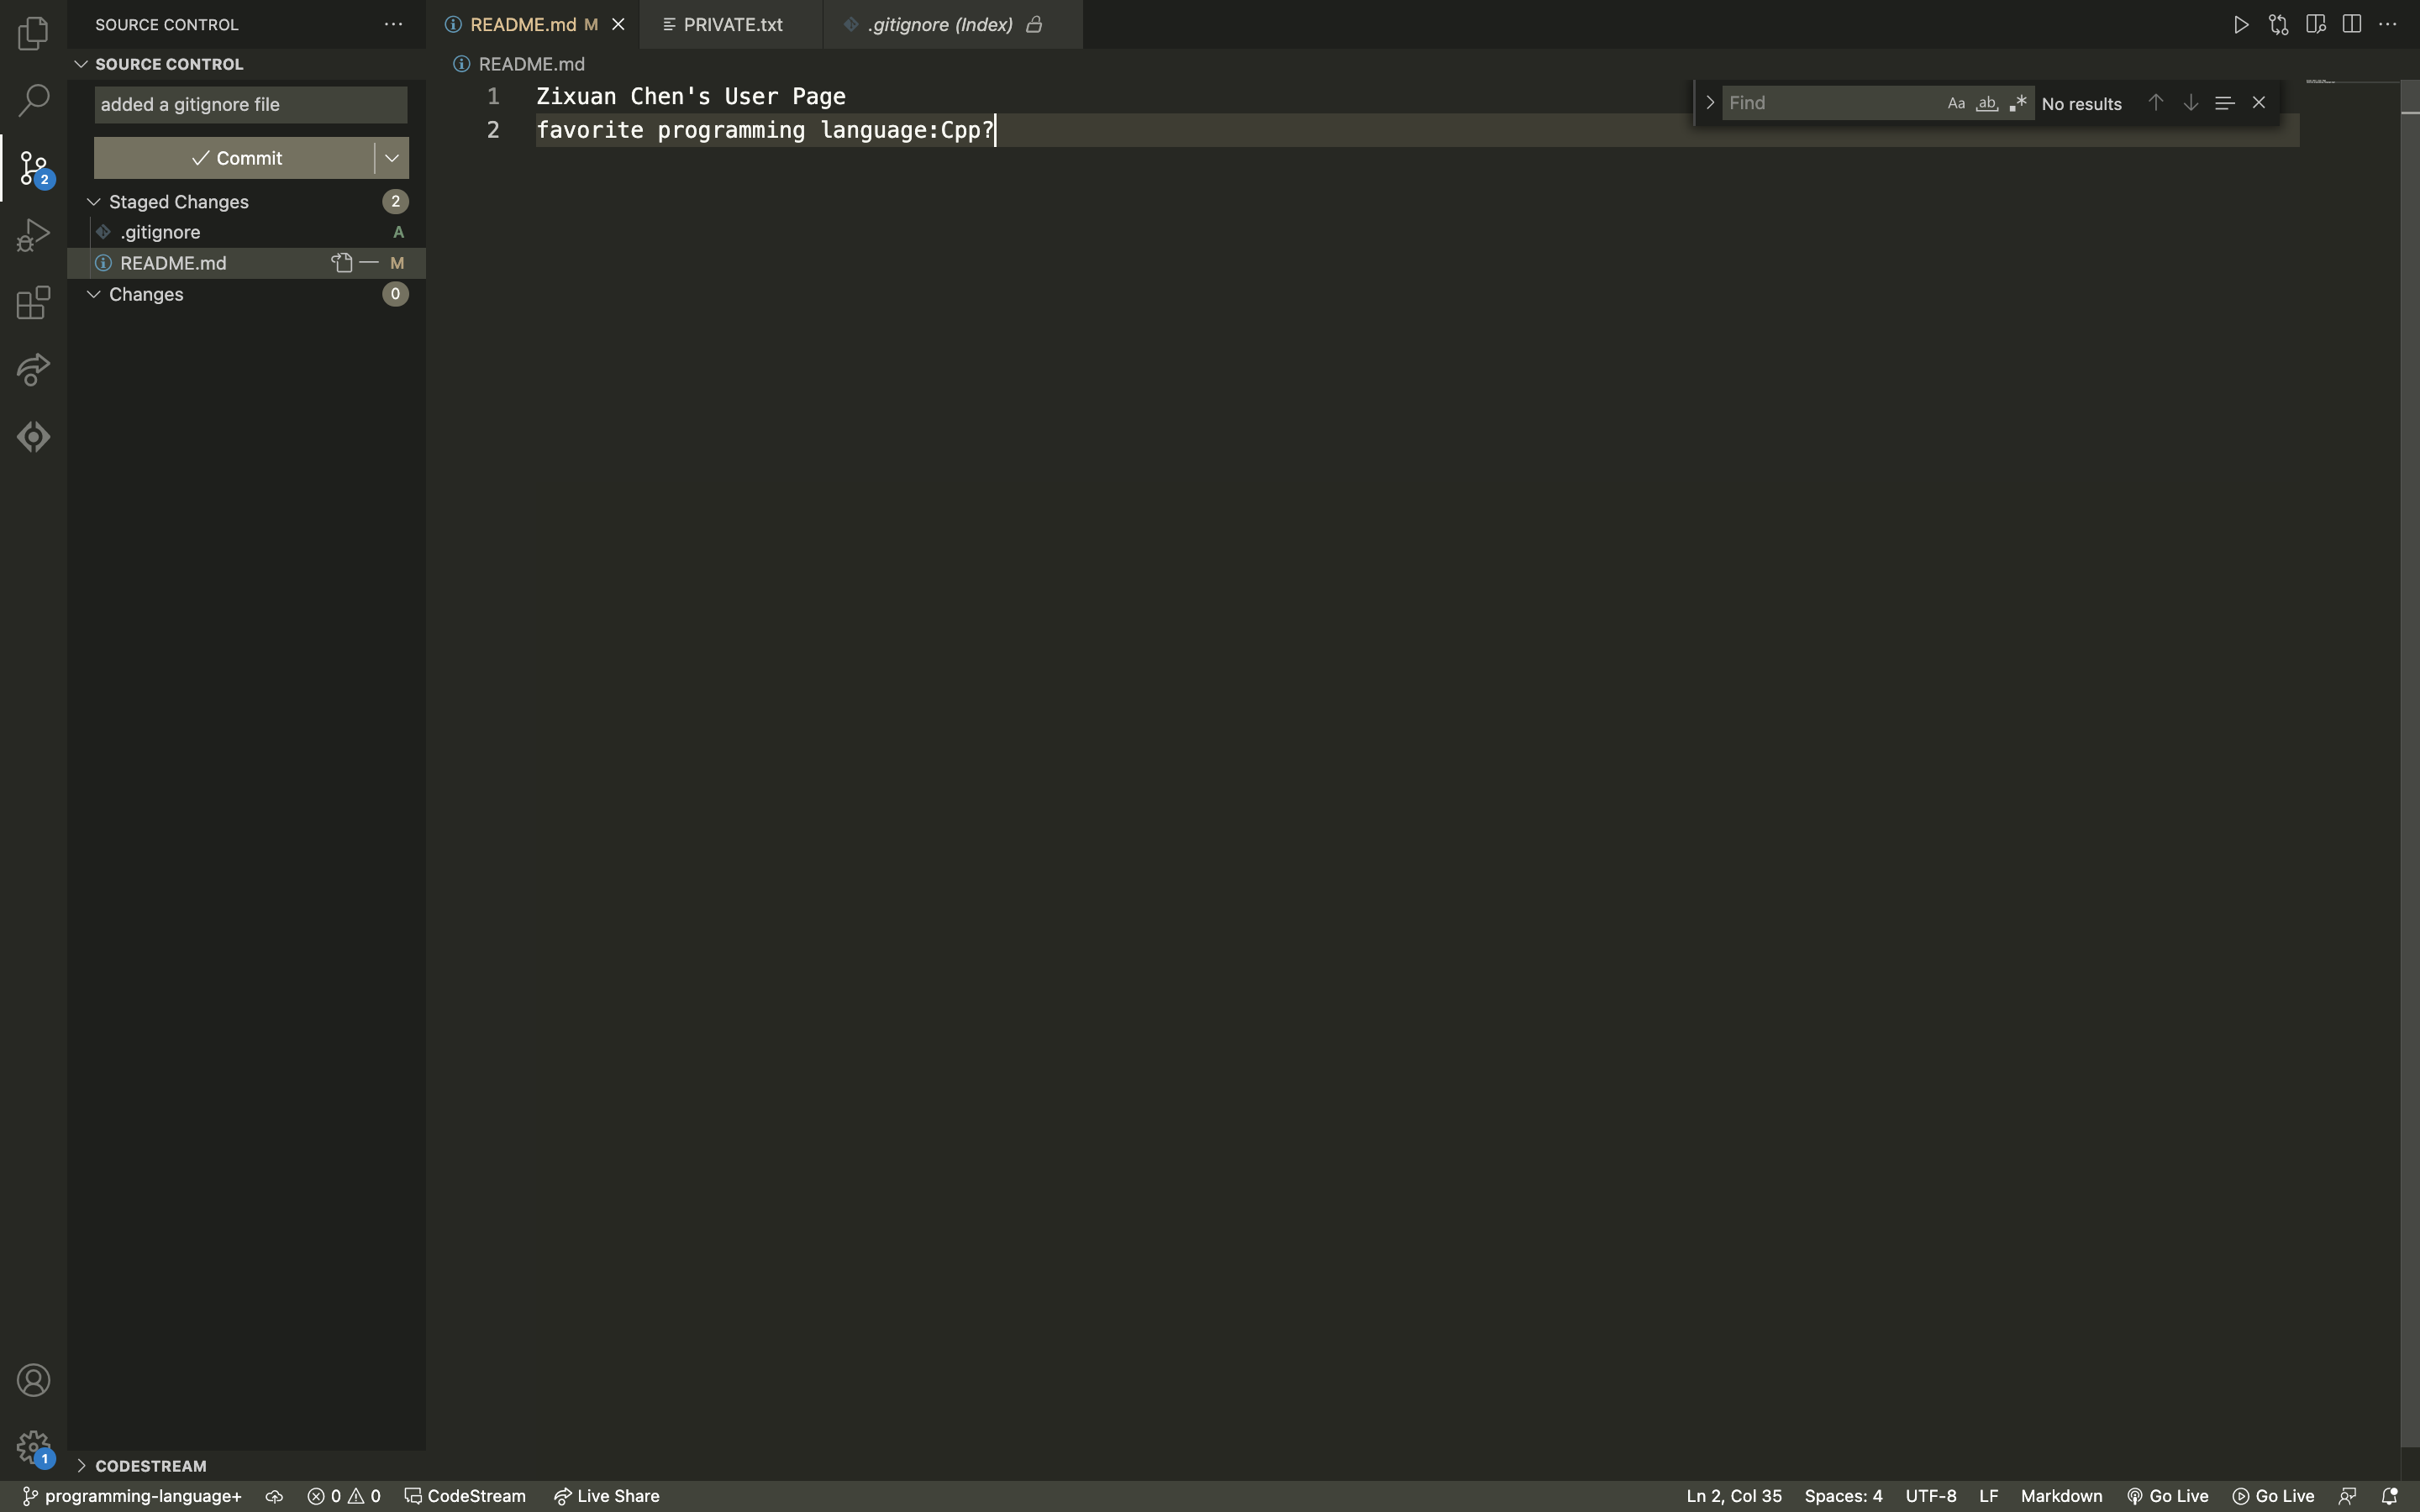 SOURCE CONTROL
README.md M
PRIVATE.txt
.gitignore (Index)
SOURCE CONTROL
README.md
added a gitignore file
1 Zixuan Chen's User Page
2 favorite programming language:Cpp?
Find
Aa ab .* No results
Commit
2
Staged Changes 2
.gitignore A
README.md M
Changes 0
1
CODESTREAM
programming-language+ 0 0 CodeStream Live Share Ln 2, Col 35 Spaces: 4 UTF-8 LF Markdown Go Live Go Live